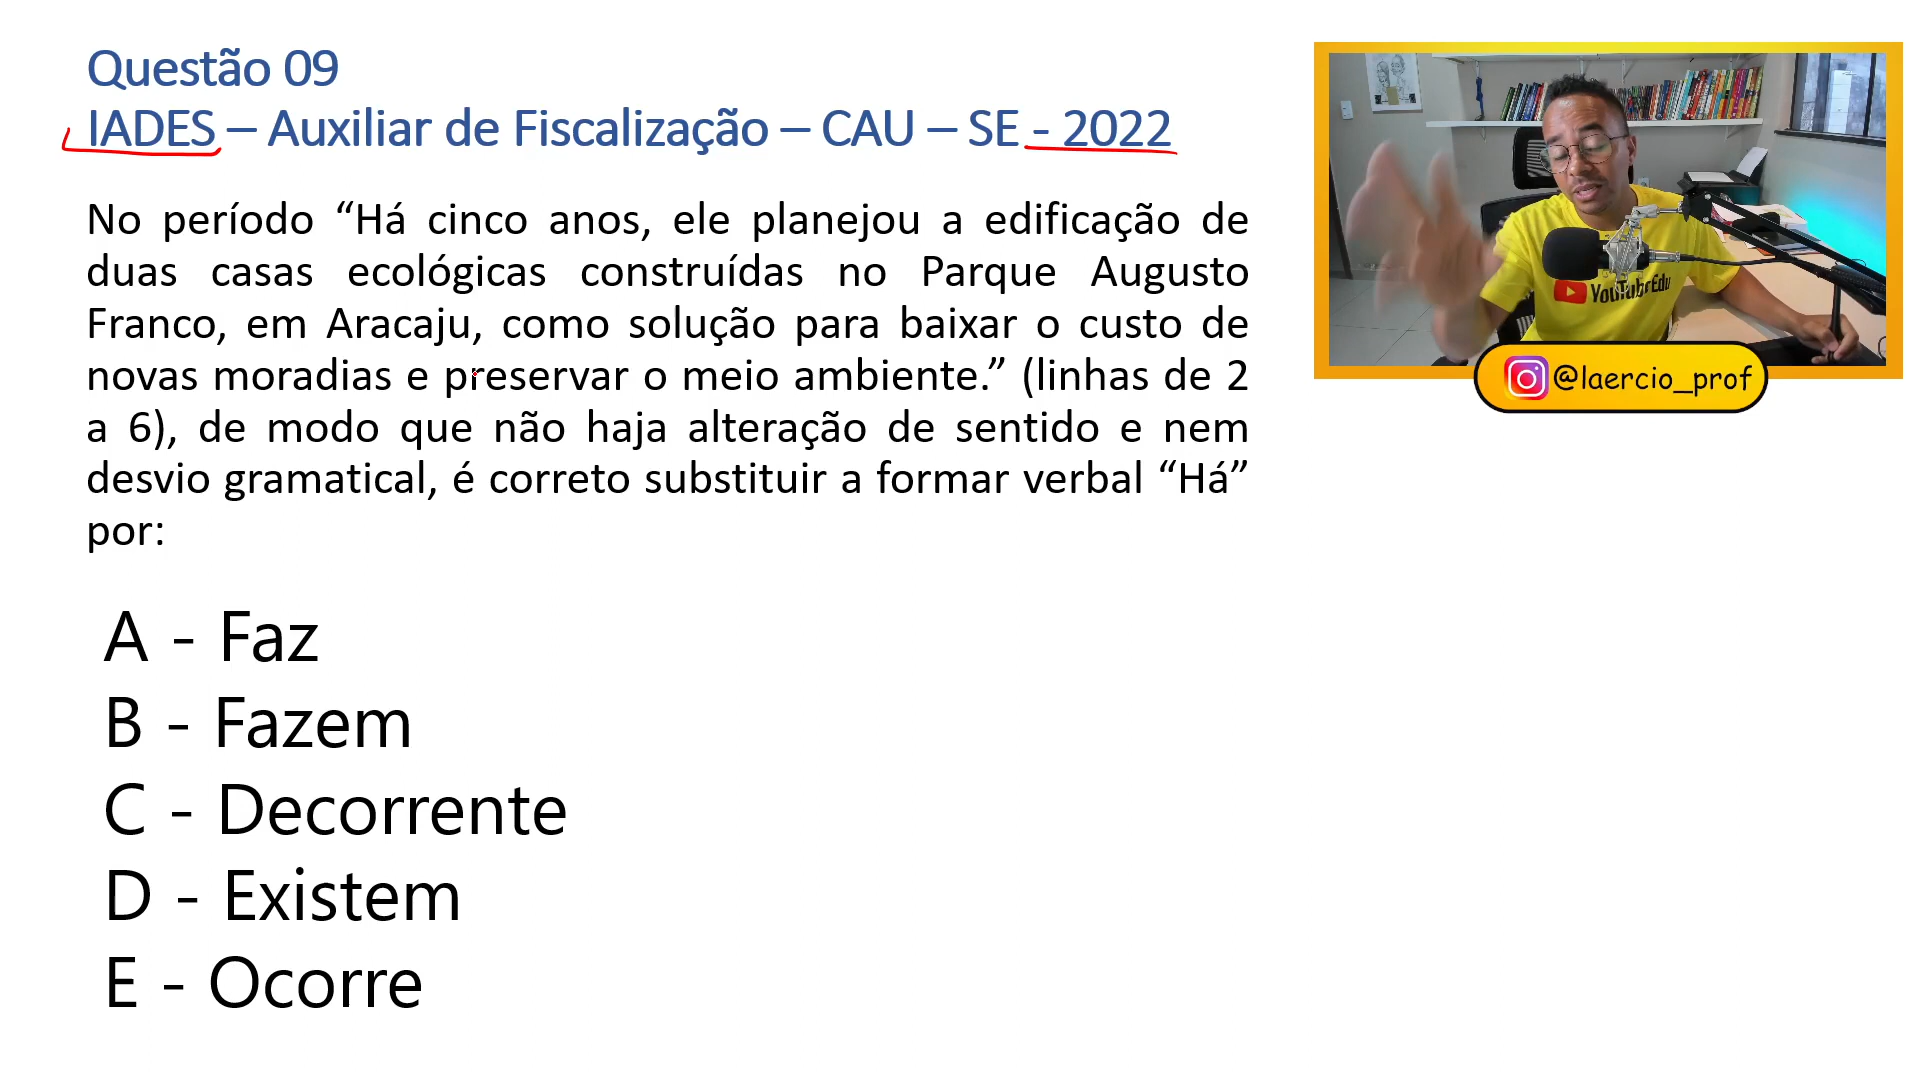 Questão 09
IADES – Auxiliar de Fiscalização – CAU – SE - 2022
No período “Há cinco anos, ele planejou a edificação de
duas casas ecológicas construídas no Parque Augusto
Franco, em Aracaju, como solução para baixar o custo de
novas moradias e preservar o meio ambiente.” (linhas de 2
a 6), de modo que não haja alteração de sentido e nem
desvio gramatical, é correto substituir a formar verbal “Há”
por:
A - Faz
B - Fazem
C - Decorrente
D - Existem
E - Ocorre
YouTubeEdu
@laercio_prof